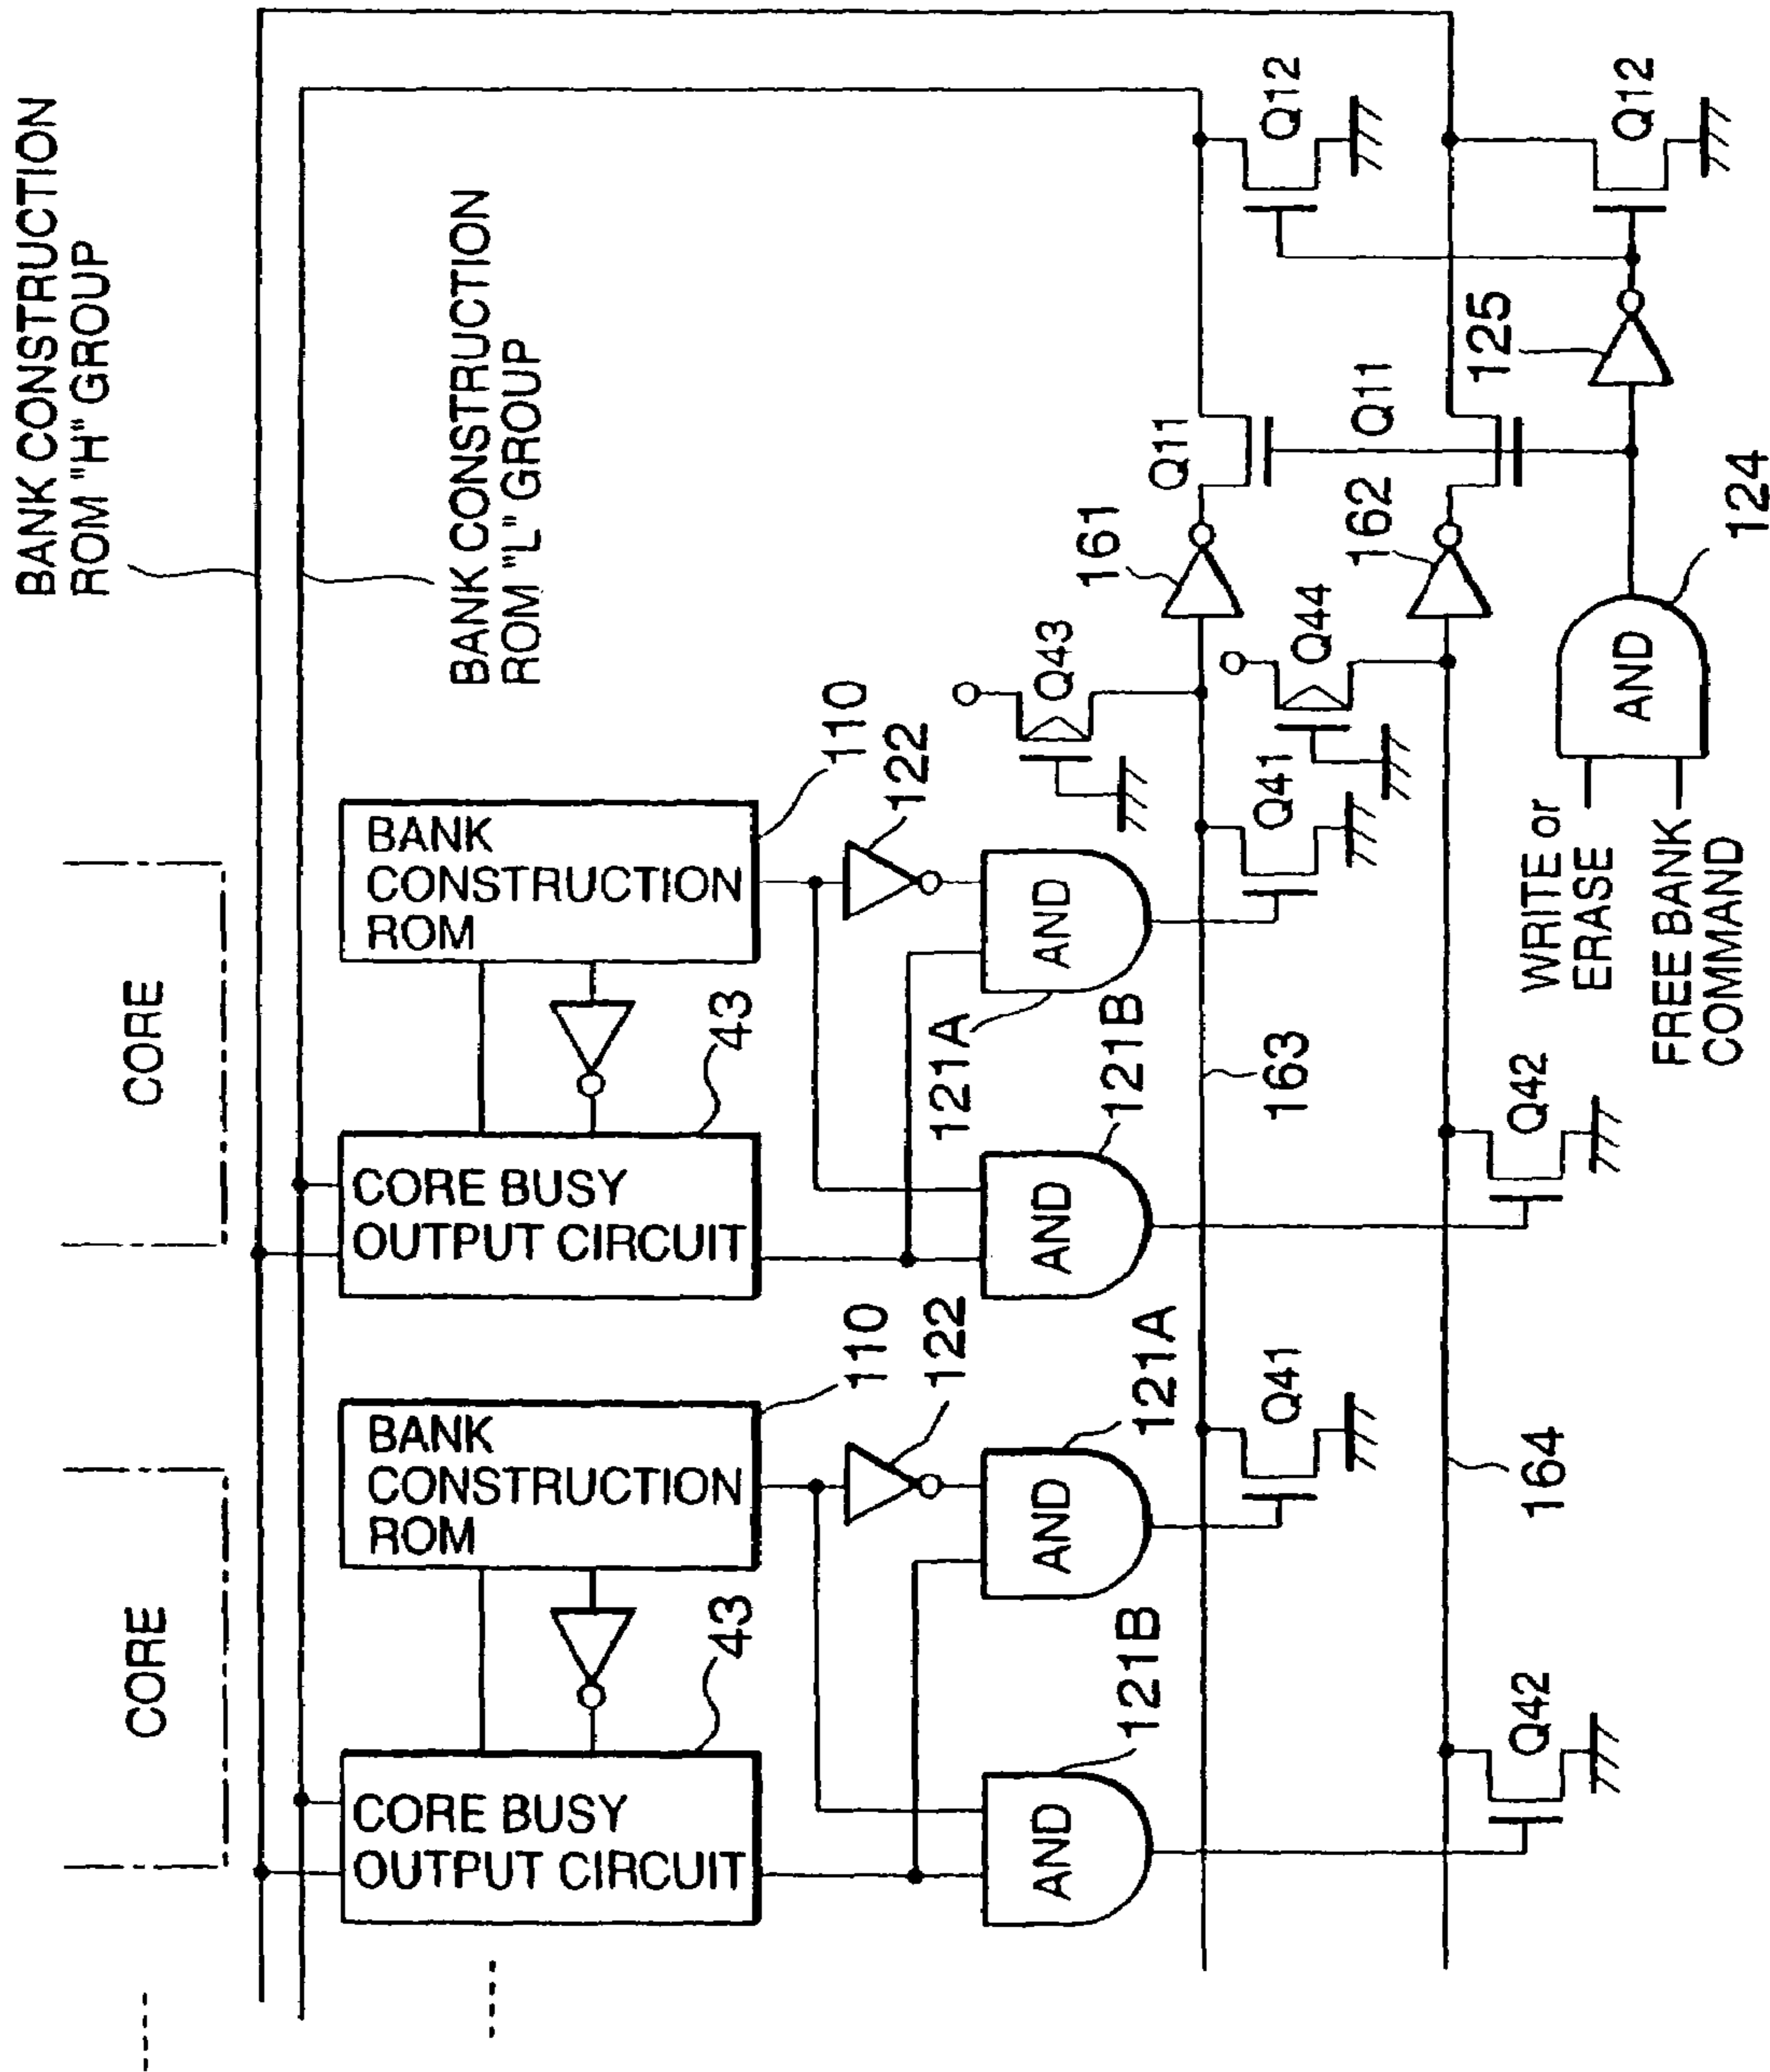 BANK CONSTRUCTION
ROM "H" GROUP
BANK CONSTRUCTION
ROM "L" GROUP
CORE
CORE
BANK
CONSTRUCTION
ROM
110
122
CORE BUSY
OUTPUT CIRCUIT
43
AND
121A
AND
121B
BANK
CONSTRUCTION
ROM
110
122
CORE BUSY
OUTPUT CIRCUIT
43
AND
121A
AND
121B
Q43
161
Q11
Q12
Q41
163
Q41
Q44
162
Q11
Q12
125
Q42
164
Q42
AND
124
WRITE or
ERASE
FREE BANK
COMMAND